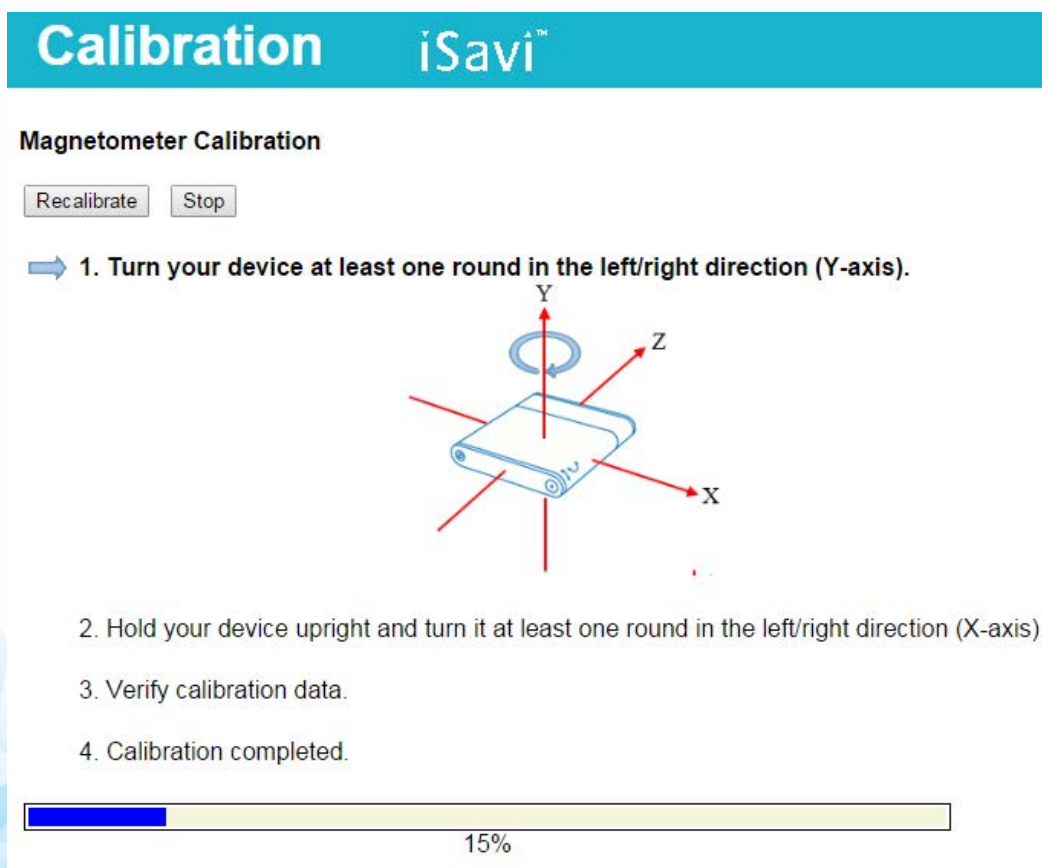 Calibration iSavi™
Magnetometer Calibration
Recalibrate Stop
1. Turn your device at least one round in the left/right direction (Y-axis).
Y
Z
X
2. Hold your device upright and turn it at least one round in the left/right direction (X-axis)
3. Verify calibration data.
4. Calibration completed.
15%